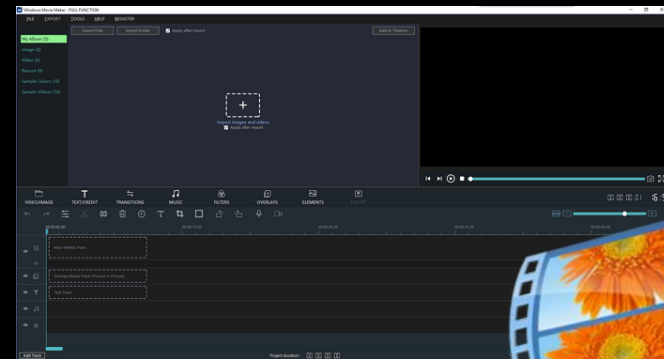 Windows Movie Maker - FULL FUNCTION
FILE EXPORT TOOLS HELP REGISTER
Import Files Import Folder Apply after import Add to Timeline
My Album (0)
Image (0)
Video (0)
Record (0)
Sample Colors (19)
Sample Videos (10)
Import images and videos
Apply after import
VIDEO/IMAGE TEXT/CREDIT TRANSITIONS MUSIC FILTERS OVERLAYS ELEMENTS EXPORT
Main Media Track
Overlay Media Track (Picture in Picture)
Text Track
Add Track Project duration: